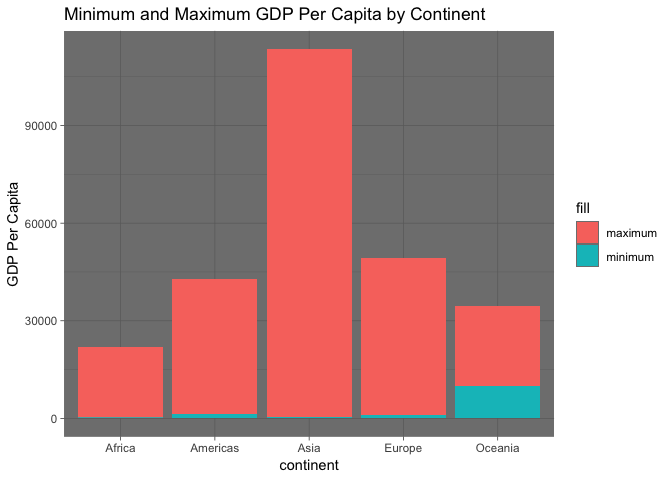 Minimum and Maximum GDP Per Capita by Continent
GDP Per Capita
90000
60000
30000
0
Africa Americas Asia Europe Oceania
continent
fill
maximum
minimum